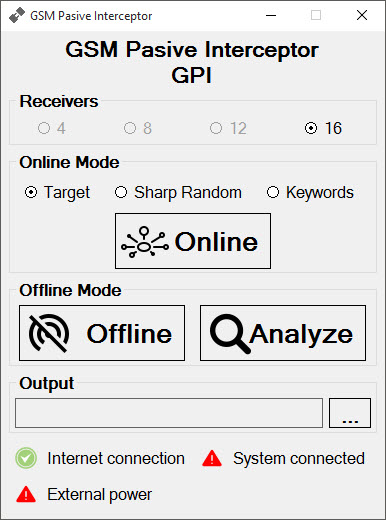 GSM Pasive Interceptor
GSM Pasive Interceptor
GPI
Receivers
4 8 12 16
Online Mode
Target Sharp Random Keywords
Online
Offline Mode
Offline Analyze
Output
...
Internet connection System connected
External power